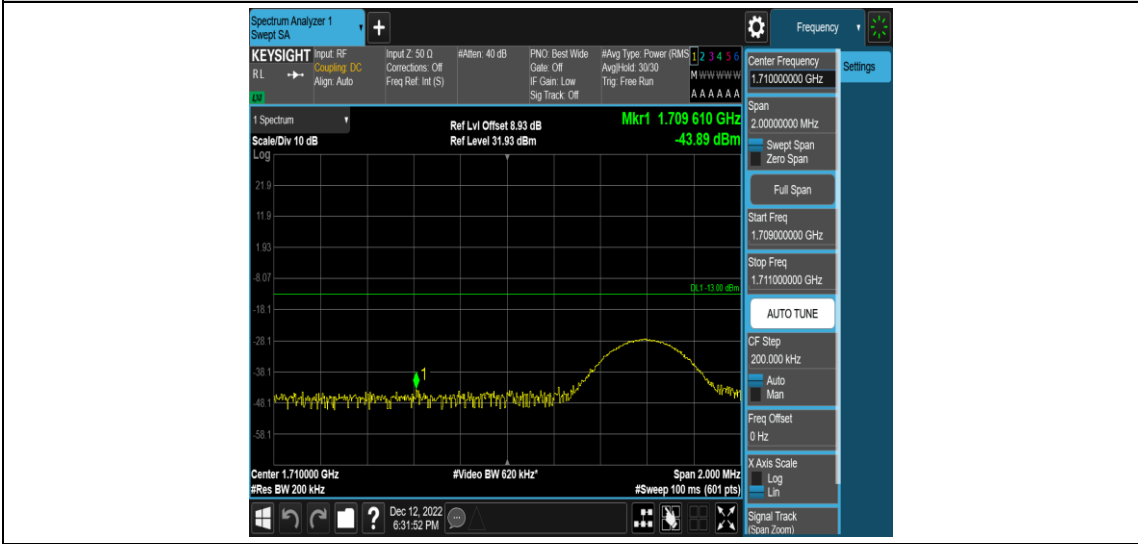 Spectrum Analyzer 1
Swept SA
+
Frequency
KEYSIGHT
RL
Input: RF
Coupling: DC
Align: Auto
Input Z: 50 Ω
Corrections: Off
Freq Ref: Int (S)
#Atten: 40 dB
PNO: Best Wide
Gate: Off
IF Gain: Low
Sig Track: Off
#Avg Type: Power (RMS
Avg|Hold: 30/30
Trig: Free Run
1 2 3 4 5 6
M W W W W W
A A A A A A
1 Spectrum
Scale/Div 10 dB
Log
Ref Lvl Offset 8.93 dB
Ref Level 31.93 dBm
Mkr1 1.709 610 GHz
-43.89 dBm
21.9
11.9
1.93
-8.07
DL1 -13.00 dBm
-18.1
-28.1
-38.1
1
-48.1
-58.1
Center 1.710000 GHz
#Res BW 200 kHz
#Video BW 620 kHz*
Span 2.000 MHz
#Sweep 100 ms (601 pts)
?
Dec 12, 2022
6:31:52 PM
Center Frequency
1.710000000 GHz
Settings
Span
2.00000000 MHz
Swept Span
Zero Span
Full Span
Start Freq
1.709000000 GHz
Stop Freq
1.711000000 GHz
AUTO TUNE
CF Step
200.000 kHz
Auto
Man
Freq Offset
0 Hz
X Axis Scale
Log
Lin
Signal Track
(Span Zoom)